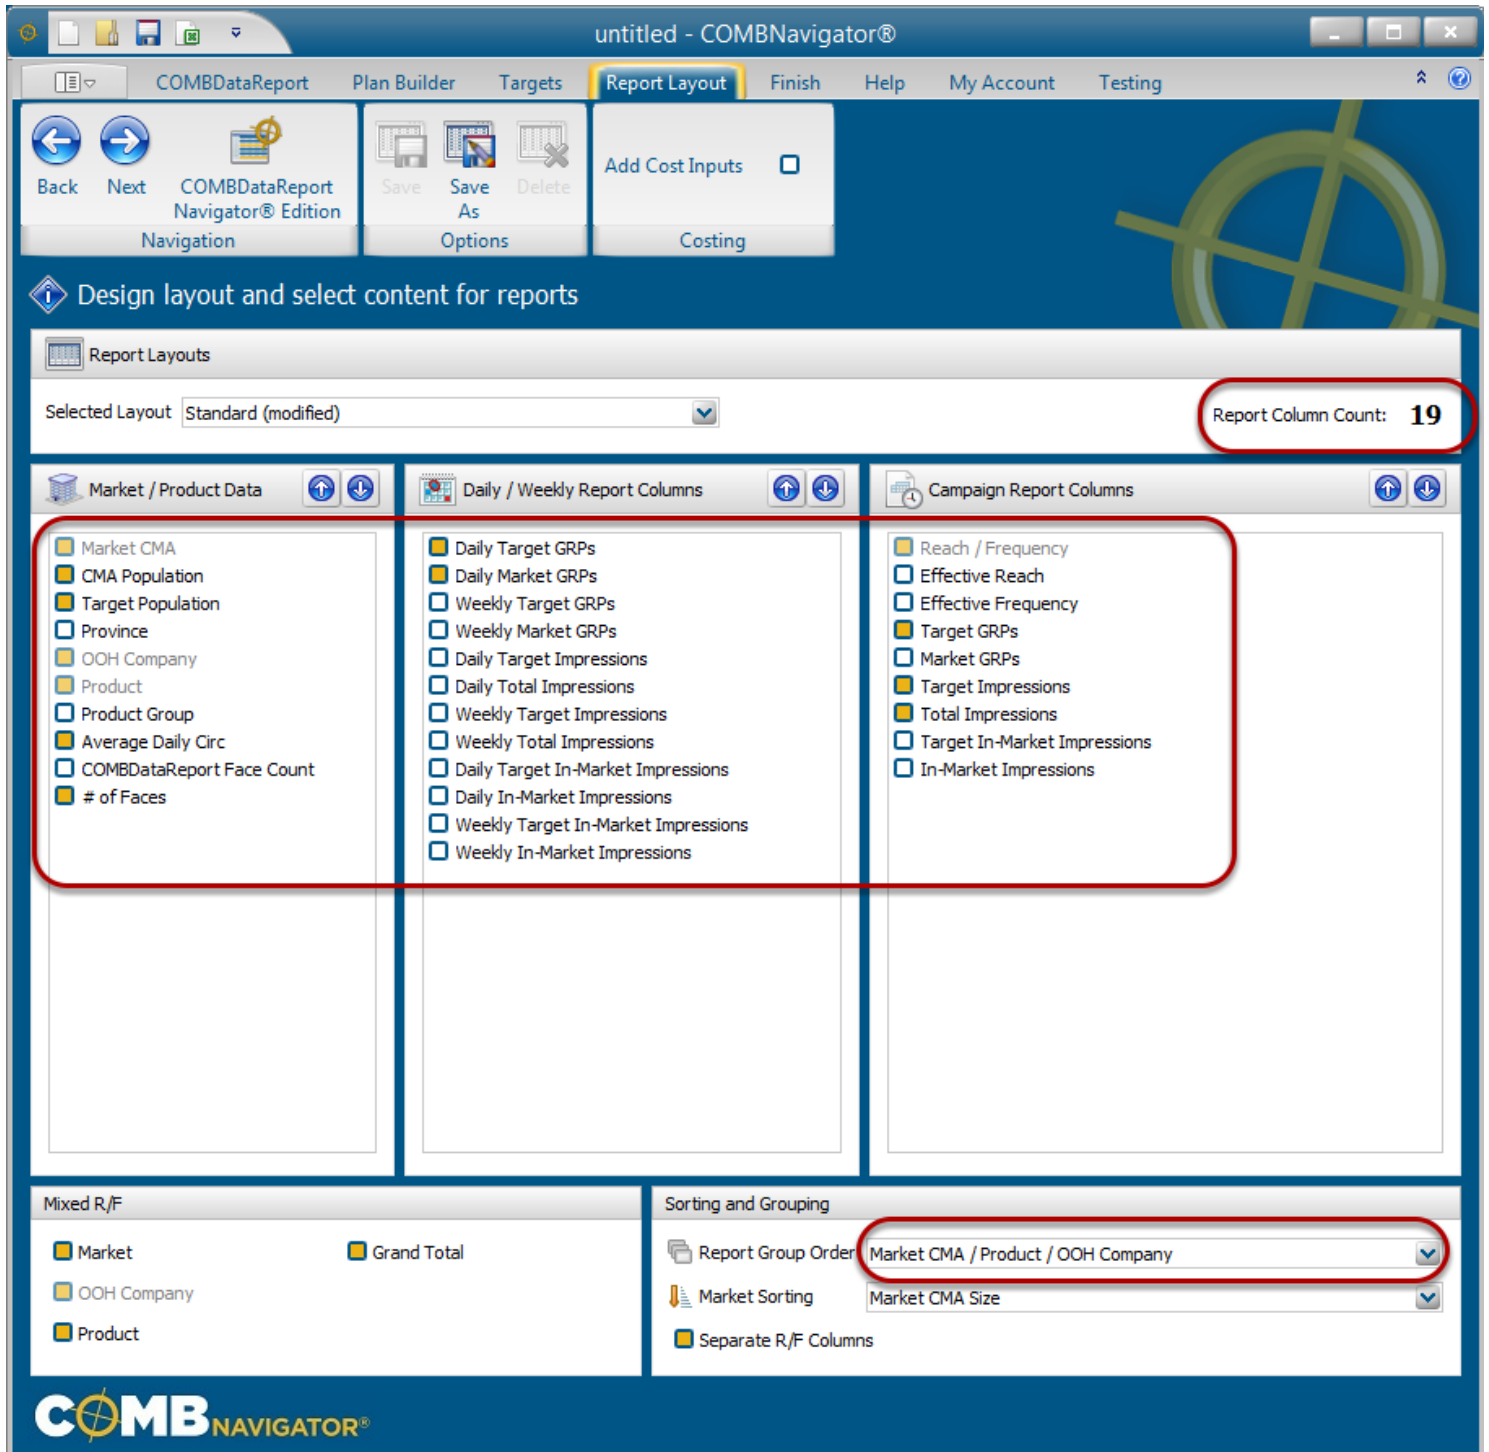 untitled - COMBNavigator®
COMBDataReport Plan Builder Targets Report Layout Finish Help My Account Testing
Back Next COMBDataReport Navigator® Edition
Save Save As Delete
Add Cost Inputs
Navigation Options Costing
Design layout and select content for reports
Report Layouts
Selected Layout Standard (modified)
Report Column Count: 19
Market / Product Data
Market CMA
CMA Population
Target Population
Province
OOH Company
Product
Product Group
Average Daily Circ
COMBDataReport Face Count
# of Faces
Daily / Weekly Report Columns
Daily Target GRPs
Daily Market GRPs
Weekly Target GRPs
Weekly Market GRPs
Daily Target Impressions
Daily Total Impressions
Weekly Target Impressions
Weekly Total Impressions
Daily Target In-Market Impressions
Daily In-Market Impressions
Weekly Target In-Market Impressions
Weekly In-Market Impressions
Campaign Report Columns
Reach / Frequency
Effective Reach
Effective Frequency
Target GRPs
Market GRPs
Target Impressions
Total Impressions
Target In-Market Impressions
In-Market Impressions
Mixed R/F
Market Grand Total
OOH Company
Product
Sorting and Grouping
Report Group Order Market CMA / Product / OOH Company
Market Sorting Market CMA Size
Separate R/F Columns
COMB NAVIGATOR®